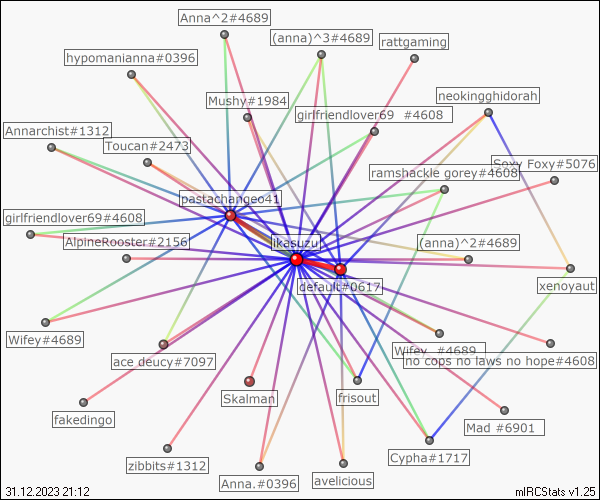 Anna^2#4689
(anna)^3#4689
rattgaming
hypomanianna#0396
neokingghidorah
Mushy#1984
girlfriendlover69 #4608
Annarchist#1312
Toucan#2473
Soxy Foxy#5076
ramshackle gorey#4608
pastachangeo41
girlfriendlover69#4608
AlpineRooster#2156
likasuzu
(anna)^2#4689
default#0617
xenoyaut
Wifey#4689
Wifey_#4689
ace deucy#7097
no cops no laws no hope#4608
Skalman
frisout
fakedingo
Mad #6901
Cypha#1717
zibbits#1312
avelicious
Anna.#0396
31.12.2023 21:12
mIRCStats v1.25